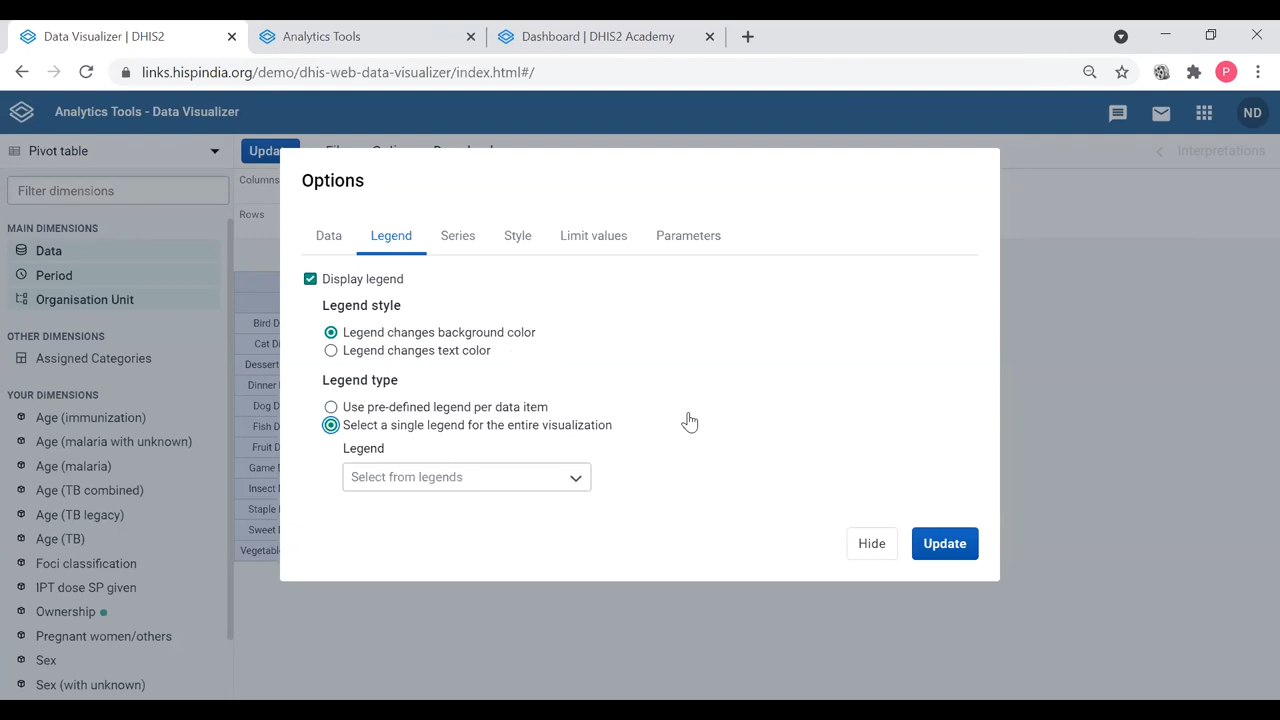 Data Visualizer | DHIS2
Analytics Tools
Dashboard | DHIS2 Academy
links.hispindia.org/demo/dhis-web-data-visualizer/index.html#/
P
Analytics Tools - Data Visualizer
ND
Pivot table
Update
File
Options
Download
Interpretations
Filter dimensions
Columns
Rows
MAIN DIMENSIONS
Data
Period
Organisation Unit
OTHER DIMENSIONS
Assigned Categories
YOUR DIMENSIONS
Age (immunization)
Age (malaria with unknown)
Age (malaria)
Age (TB combined)
Age (TB legacy)
Age (TB)
Foci classification
IPT dose SP given
Ownership
Pregnant women/others
Sex
Sex (with unknown)
Bird D
Cat Di
Dessert
Dinner
Dog D
Fish D
Fruit D
Game D
Insect
Staple
Sweet
Vegetabl
Options
Data
Legend
Series
Style
Limit values
Parameters
Display legend
Legend style
Legend changes background color
Legend changes text color
Legend type
Use pre-defined legend per data item
Select a single legend for the entire visualization
Legend
Select from legends
Hide
Update